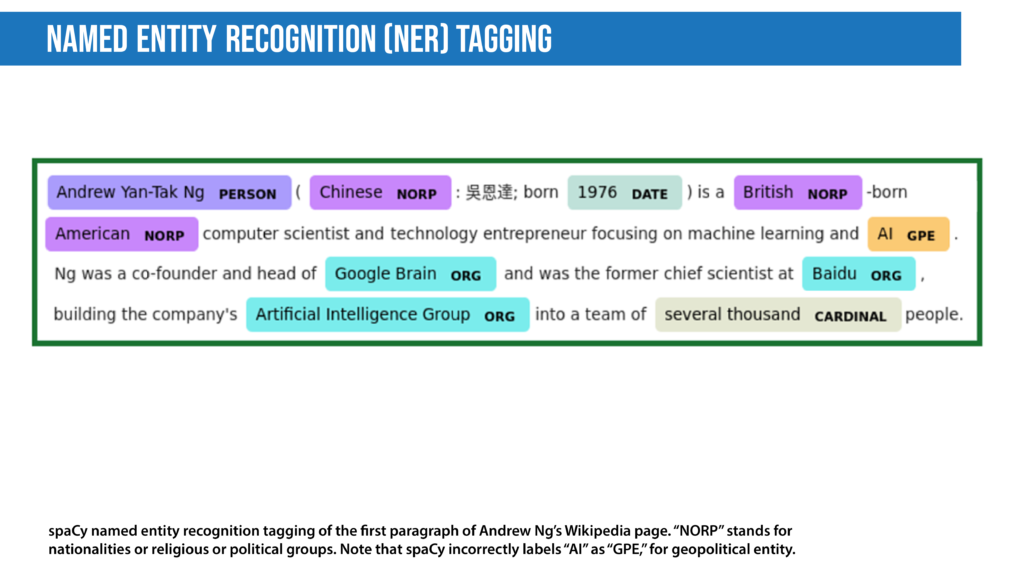 NAMED ENTITY RECOGNITION (NER) TAGGING
Andrew Yan-Tak Ng PERSON ( Chinese NORP : 吳恩達; born 1976 DATE ) is a British NORP -born
American NORP computer scientist and technology entrepreneur focusing on machine learning and AI GPE .
Ng was a co-founder and head of Google Brain ORG and was the former chief scientist at Baidu ORG ,
building the company's Artificial Intelligence Group ORG into a team of several thousand CARDINAL people.
spaCy named entity recognition tagging of the first paragraph of Andrew Ng’s Wikipedia page. “NORP” stands for
nationalities or religious or political groups. Note that spaCy incorrectly labels “AI” as “GPE,” for geopolitical entity.